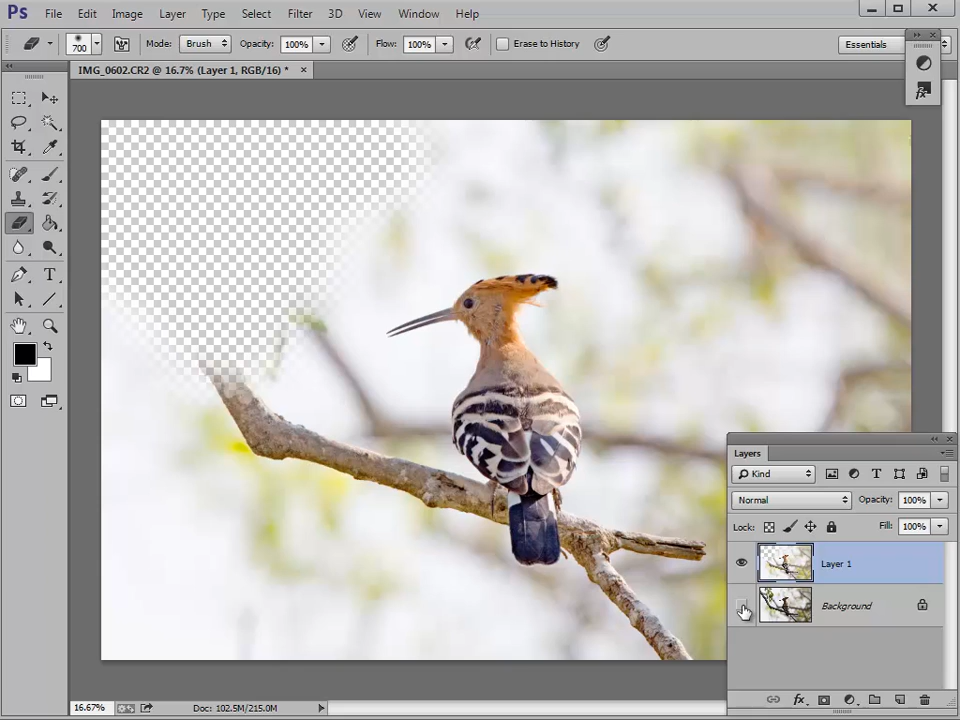 Ps File Edit Image Layer Type Select Filter 3D View Window Help
700 Mode: Brush Opacity: 100% Flow: 100% Erase to History Essentials
IMG_0602.CR2 @ 16.7% (Layer 1, RGB/16) * ×
T
fx
Layers
Kind T
Normal Opacity: 100%
Lock: Fill: 100%
Layer 1
Background
16.67% Doc: 102.5M/215.0M
fx